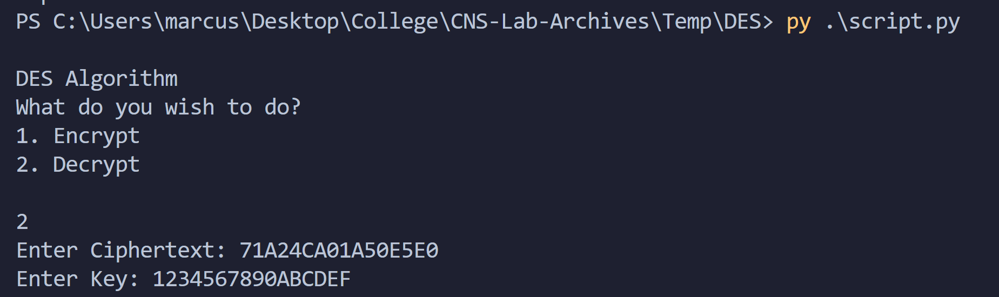 PS C:\Users\marcus\Desktop\College\CNS-Lab-Archives\Temp\DES> py .\script.py
DES Algorithm
What do you wish to do?
1. Encrypt
2. Decrypt
2
Enter Ciphertext: 71A24CA01A50E5E0
Enter Key: 1234567890ABCDEF